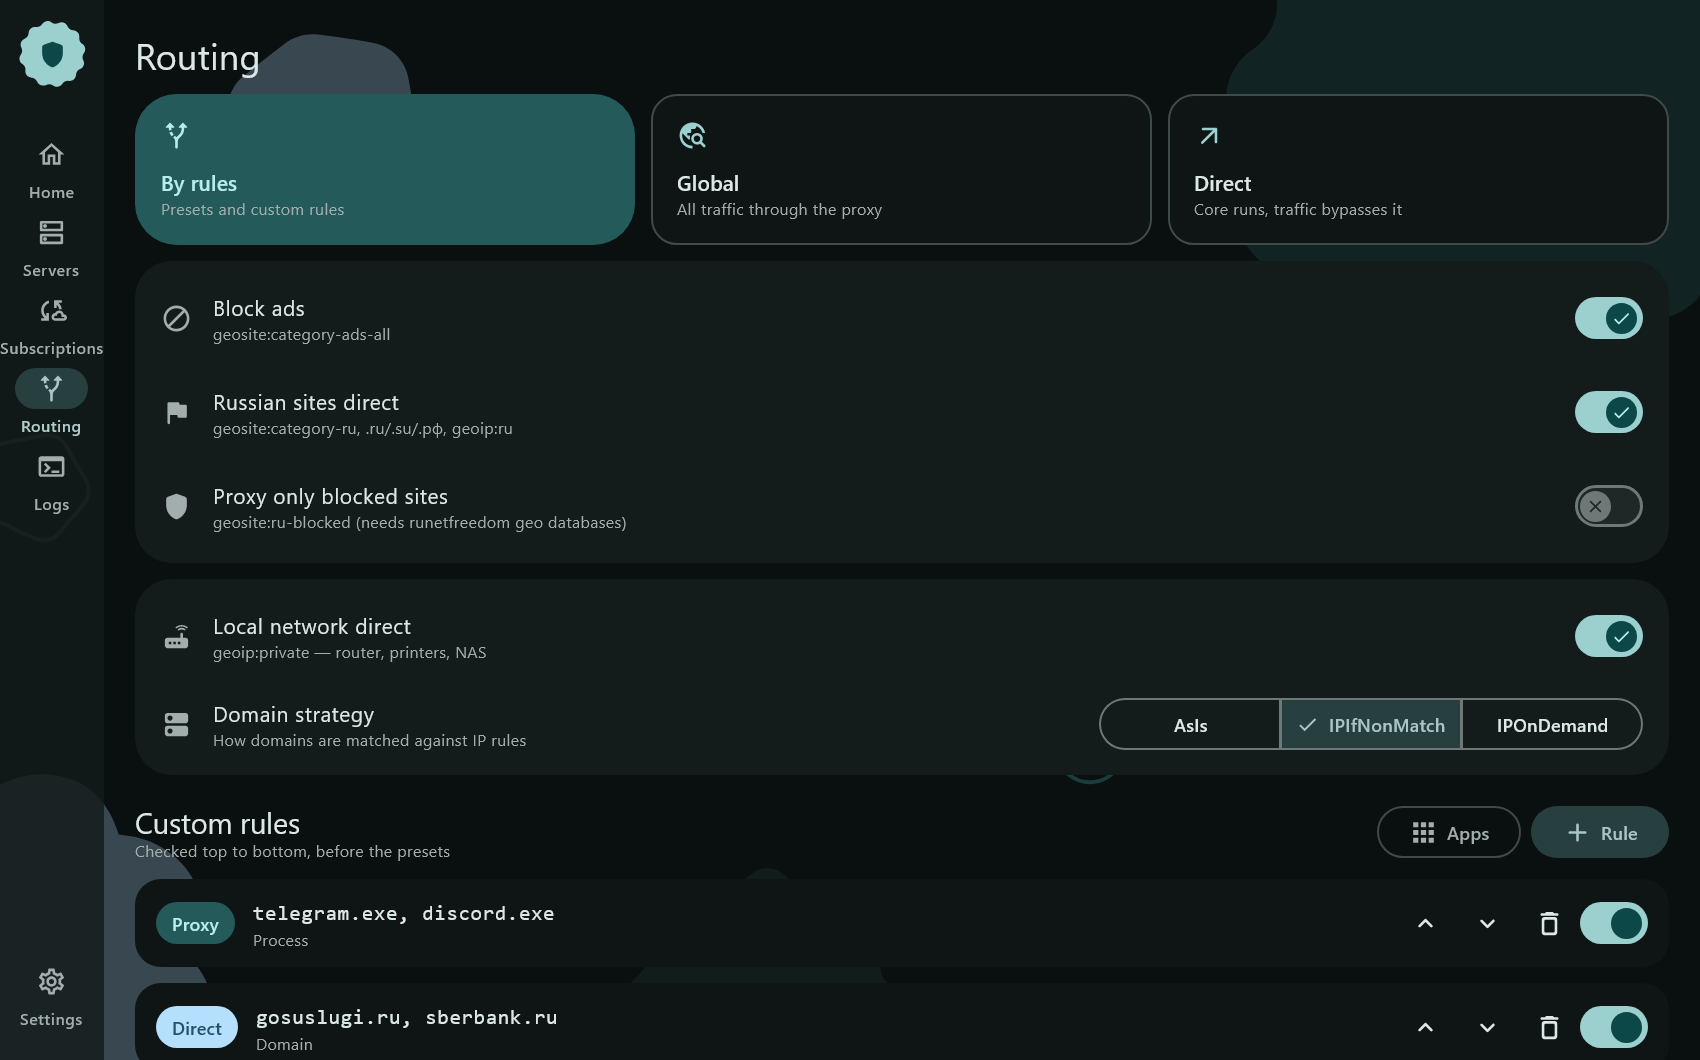 Home
Servers
Subscriptions
Routing
Logs
Settings
Routing
By rules
Presets and custom rules
Global
All traffic through the proxy
Direct
Core runs, traffic bypasses it
Block ads
geosite:category-ads-all
Russian sites direct
geosite:category-ru, .ru/.su/.рф, geoip:ru
Proxy only blocked sites
geosite:ru-blocked (needs runetfreedom geo databases)
Local network direct
geoip:private — router, printers, NAS
Domain strategy
How domains are matched against IP rules
AsIs
IPIfNonMatch
IPOnDemand
Custom rules
Checked top to bottom, before the presets
Apps
Rule
Proxy
telegram.exe, discord.exe
Process
Direct
gosuslugi.ru, sberbank.ru
Domain